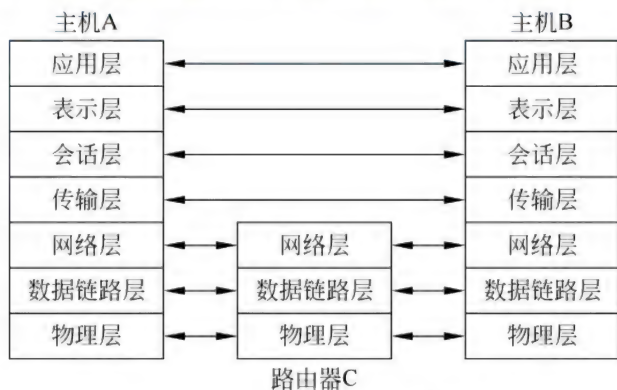 主机A 主机B
应用层 应用层
表示层 表示层
会话层 会话层
传输层 传输层
网络层 网络层 网络层
数据链路层 数据链路层 数据链路层
物理层 物理层 物理层
路由器C